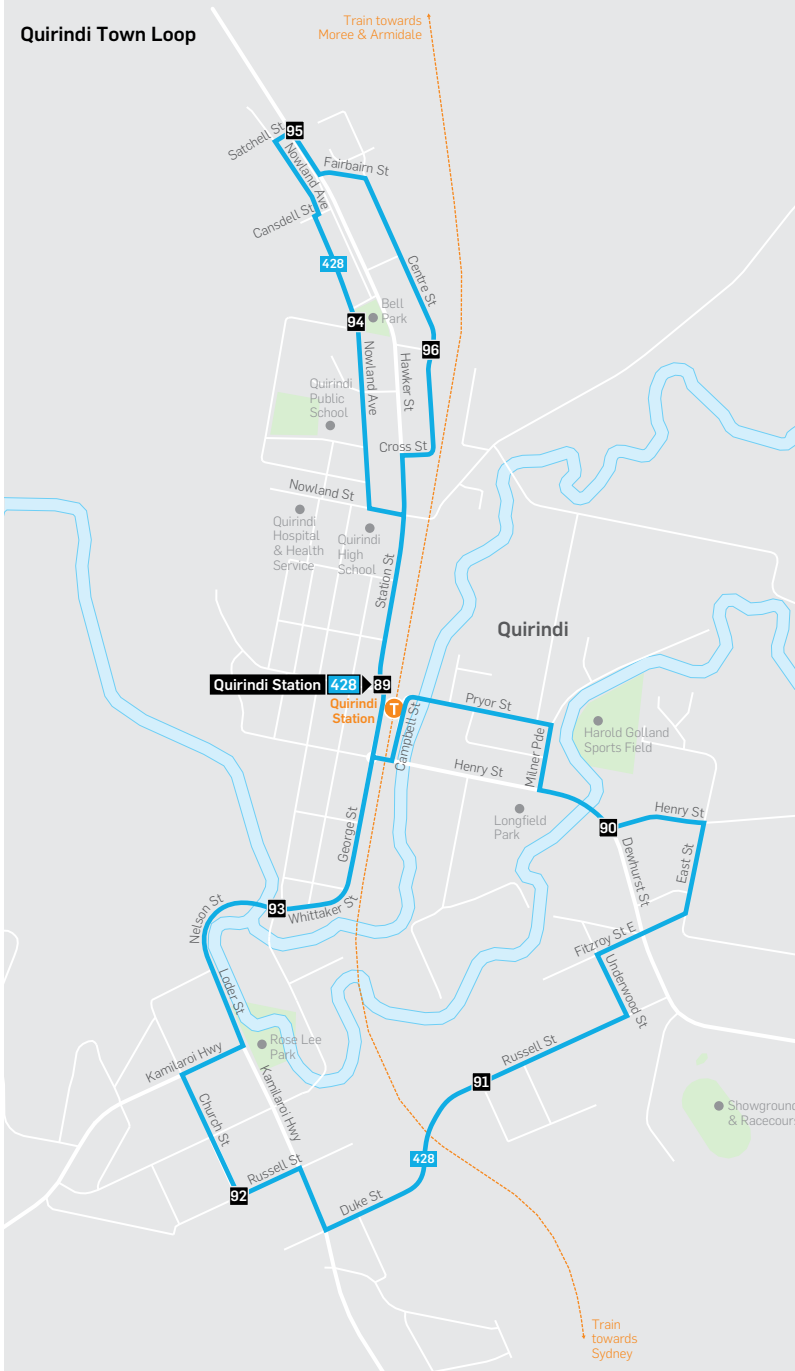 Quirindi Town Loop
Train towards
Moree & Armidale
Satchell St
95
Nowland Ave
Fairbairn St
Cansdell St
428
Centre St
Bell
Park
94
96
Nowland Ave
Hawker St
Quirindi
Public
School
Cross St
Nowland St
Quirindi
Hospital
& Health
Service
Quirindi
High
School
Station St
Quirindi
Quirindi Station 428 89
Quirindi
Station
T
Campbell St
Pryor St
Harold Golland
Sports Field
Milner Pde
Henry St
George St
Longfield
Park
90
Henry St
Dewhurst St
East St
93
Whittaker St
Nelson St
Fitzroy St E
Underwood St
Loder St
Rose Lee
Park
Kamilaroi Hwy
Kamilaroi Hwy
Russell St
91
Church St
Showground
& Racecour
428
Russell St
92
Duke St
Train
towards
Sydney